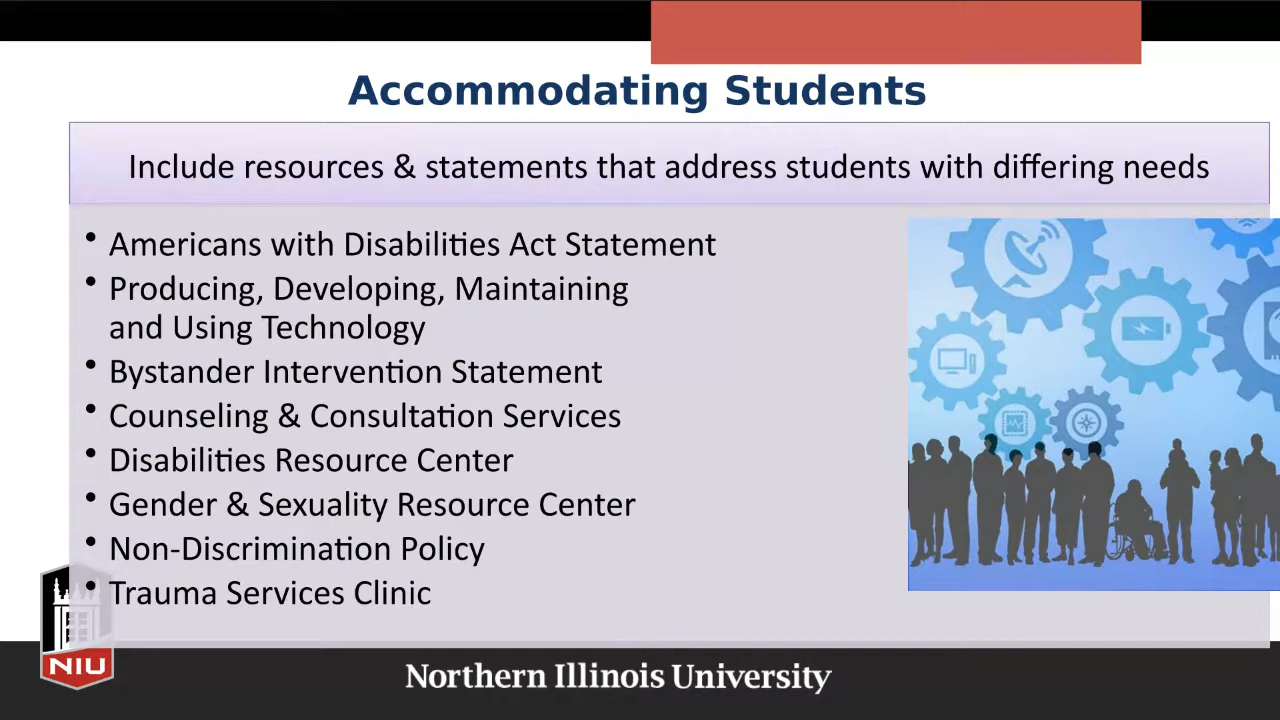 Accommodating Students
Include resources & statements that address students with differing needs
• Americans with Disabilities Act Statement
• Producing, Developing, Maintaining
and Using Technology
• Bystander Intervention Statement
• Counseling & Consultation Services
• Disabilities Resource Center
• Gender & Sexuality Resource Center
• Non-Discrimination Policy
• Trauma Services Clinic
NIU
Northern Illinois University